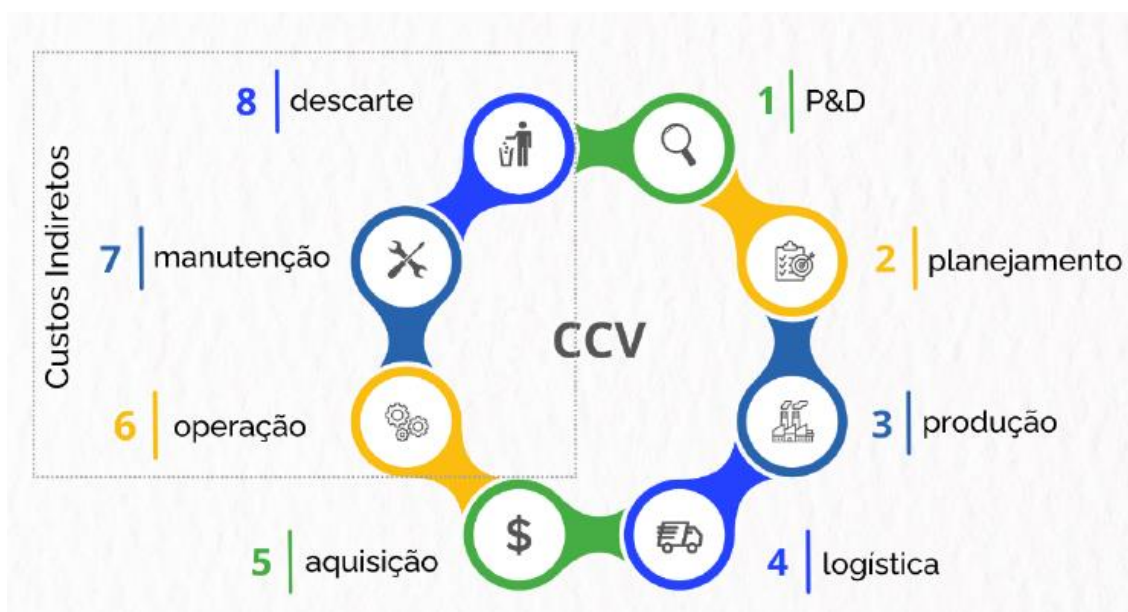 1 P&D
2 planejamento
3 produção
4 logística
5 aquisição
$
6 operação
7 manutenção
8 descarte
Custos Indiretos
CCV